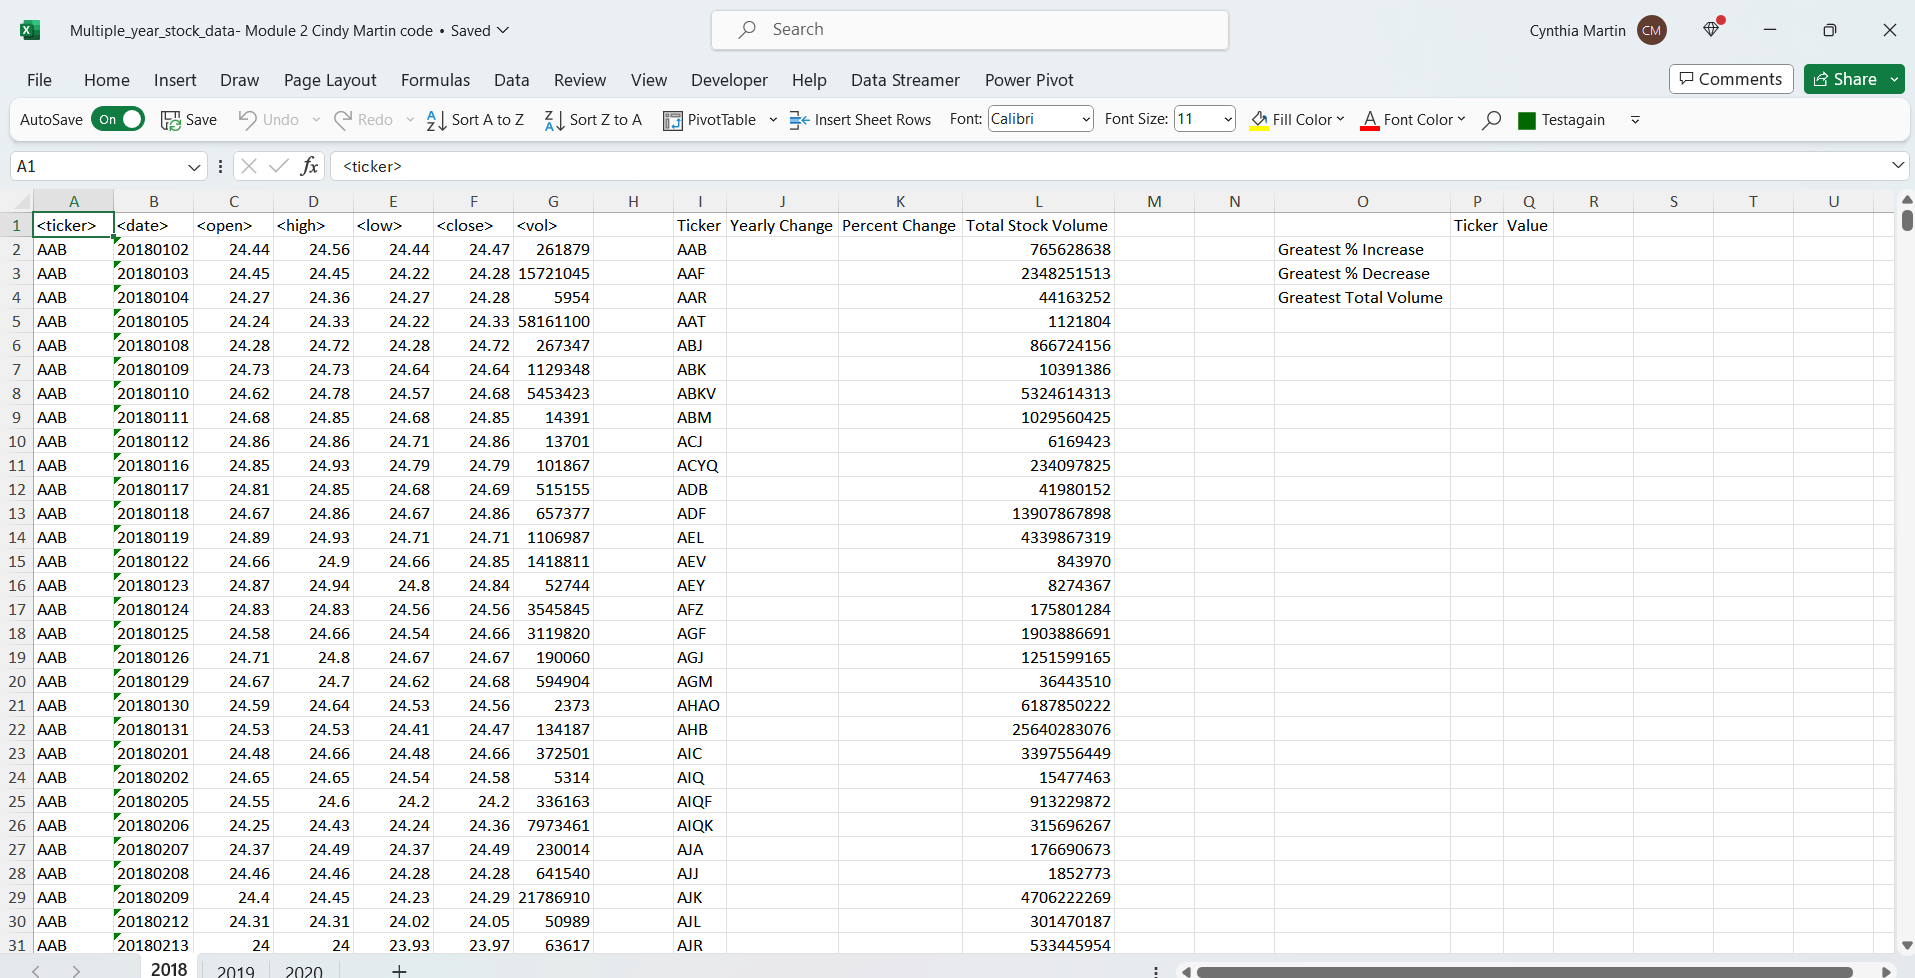 Multiple_year_stock_data- Module 2 Cindy Martin code • Saved
Search
Cynthia Martin CM
File Home Insert Draw Page Layout Formulas Data Review View Developer Help Data Streamer Power Pivot Comments Share
AutoSave On Save Undo Redo Sort A to Z Sort Z to A PivotTable Insert Sheet Rows Font: Calibri Font Size: 11 Fill Color Font Color Testagain
A1 fx <ticker>
A B C D E F G H I J K L M N O P Q R S T U
1 <ticker> <date> <open> <high> <low> <close> <vol> Ticker Yearly Change Percent Change Total Stock Volume Ticker Value
2 AAB 20180102 24.44 24.56 24.44 24.47 261879 AAB 765628638 Greatest % Increase
3 AAB 20180103 24.45 24.45 24.22 24.28 15721045 AAF 2348251513 Greatest % Decrease
4 AAB 20180104 24.27 24.36 24.27 24.28 5954 AAR 44163252 Greatest Total Volume
5 AAB 20180105 24.24 24.33 24.22 24.33 58161100 AAT 1121804
6 AAB 20180108 24.28 24.72 24.28 24.72 267347 ABJ 866724156
7 AAB 20180109 24.73 24.73 24.64 24.64 1129348 ABK 10391386
8 AAB 20180110 24.62 24.78 24.57 24.68 5453423 ABKV 5324614313
9 AAB 20180111 24.68 24.85 24.68 24.85 14391 ABM 1029560425
10 AAB 20180112 24.86 24.86 24.71 24.86 13701 ACJ 6169423
11 AAB 20180116 24.85 24.93 24.79 24.79 101867 ACYQ 234097825
12 AAB 20180117 24.81 24.85 24.68 24.69 515155 ADB 41980152
13 AAB 20180118 24.67 24.86 24.67 24.86 657377 ADF 13907867898
14 AAB 20180119 24.89 24.93 24.71 24.71 1106987 AEL 4339867319
15 AAB 20180122 24.66 24.9 24.66 24.85 1418811 AEV 843970
16 AAB 20180123 24.87 24.94 24.8 24.84 52744 AEY 8274367
17 AAB 20180124 24.83 24.83 24.56 24.56 3545845 AFZ 175801284
18 AAB 20180125 24.58 24.66 24.54 24.66 3119820 AGF 1903886691
19 AAB 20180126 24.71 24.8 24.67 24.67 190060 AGJ 1251599165
20 AAB 20180129 24.67 24.7 24.62 24.68 594904 AGM 36443510
21 AAB 20180130 24.59 24.64 24.53 24.56 2373 AHAO 6187850222
22 AAB 20180131 24.53 24.53 24.41 24.47 134187 AHB 25640283076
23 AAB 20180201 24.48 24.66 24.48 24.66 372501 AIC 3397556449
24 AAB 20180202 24.65 24.65 24.54 24.58 5314 AIQ 15477463
25 AAB 20180205 24.55 24.6 24.2 24.2 336163 AIQF 913229872
26 AAB 20180206 24.25 24.43 24.24 24.36 7973461 AIQK 315696267
27 AAB 20180207 24.37 24.49 24.37 24.49 230014 AJA 176690673
28 AAB 20180208 24.46 24.46 24.28 24.28 641540 AJJ 1852773
29 AAB 20180209 24.4 24.45 24.23 24.29 21786910 AJK 4706222269
30 AAB 20180212 24.31 24.31 24.02 24.05 50989 AJL 301470187
31 AAB 20180213 24 24 23.93 23.97 63617 AJR 533445954
2018 2019 2020